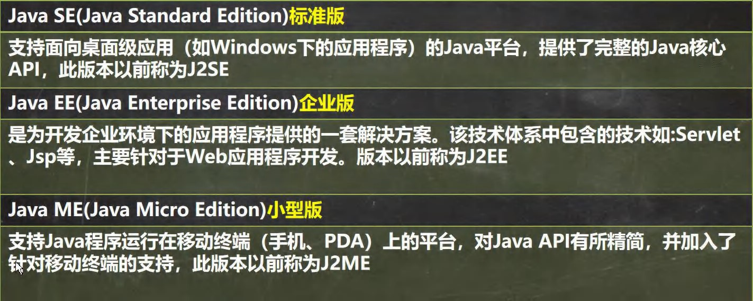 Java SE(Java Standard Edition)标准版
支持面向桌面级应用（如Windows下的应用程序）的Java平台，提供了完整的Java核心
API，此版本以前称为J2SE
Java EE(Java Enterprise Edition)企业版
是为开发企业环境下的应用程序提供的一套解决方案。该技术体系中包含的技术如:Servlet
、Jsp等，主要针对于Web应用程序开发。版本以前称为J2EE
Java ME(Java Micro Edition)小型版
支持Java程序运行在移动终端（手机、PDA）上的平台，对Java API有所精简，并加入了
针对移动终端的支持，此版本以前称为J2ME